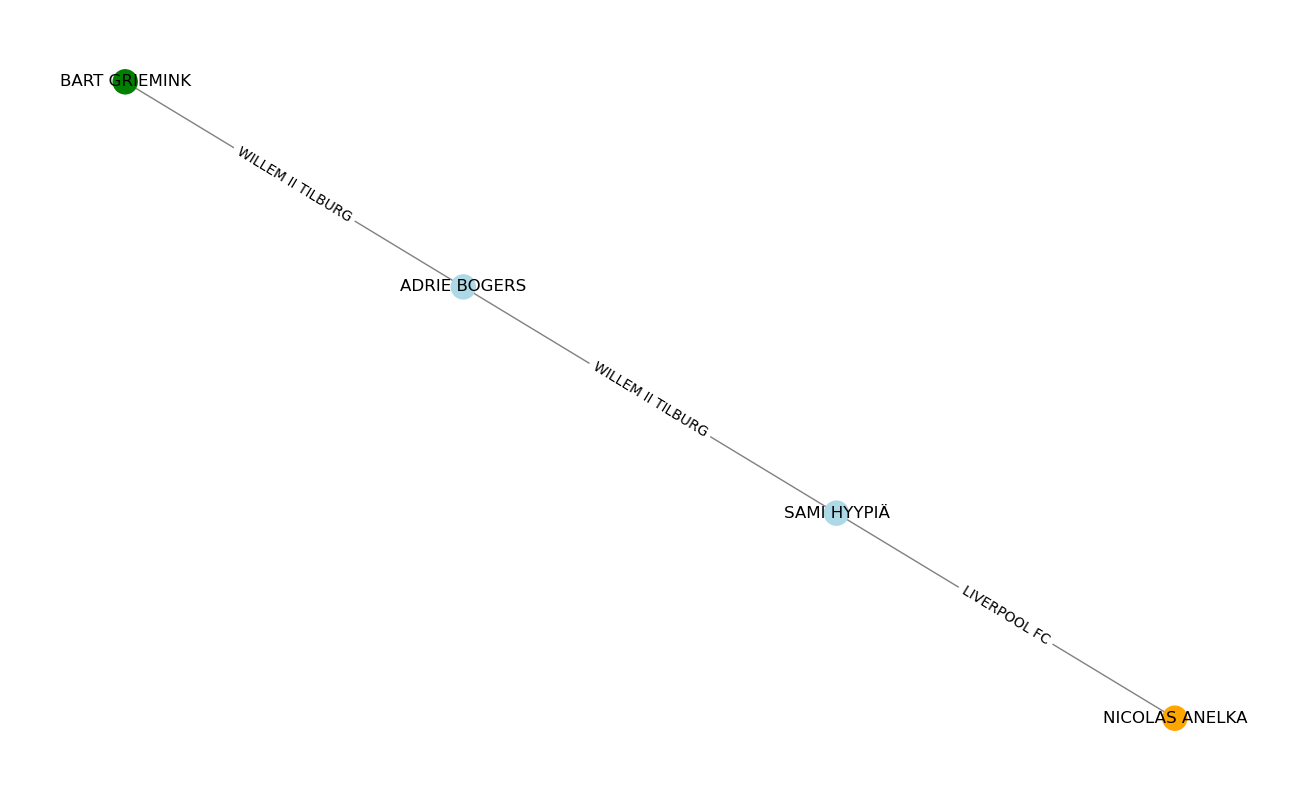 BART GRIEMINK
WILLEM II TILBURG
ADRIE BOGERS
WILLEM II TILBURG
SAMI HYYPIÄ
LIVERPOOL FC
NICOLAS ANELKA